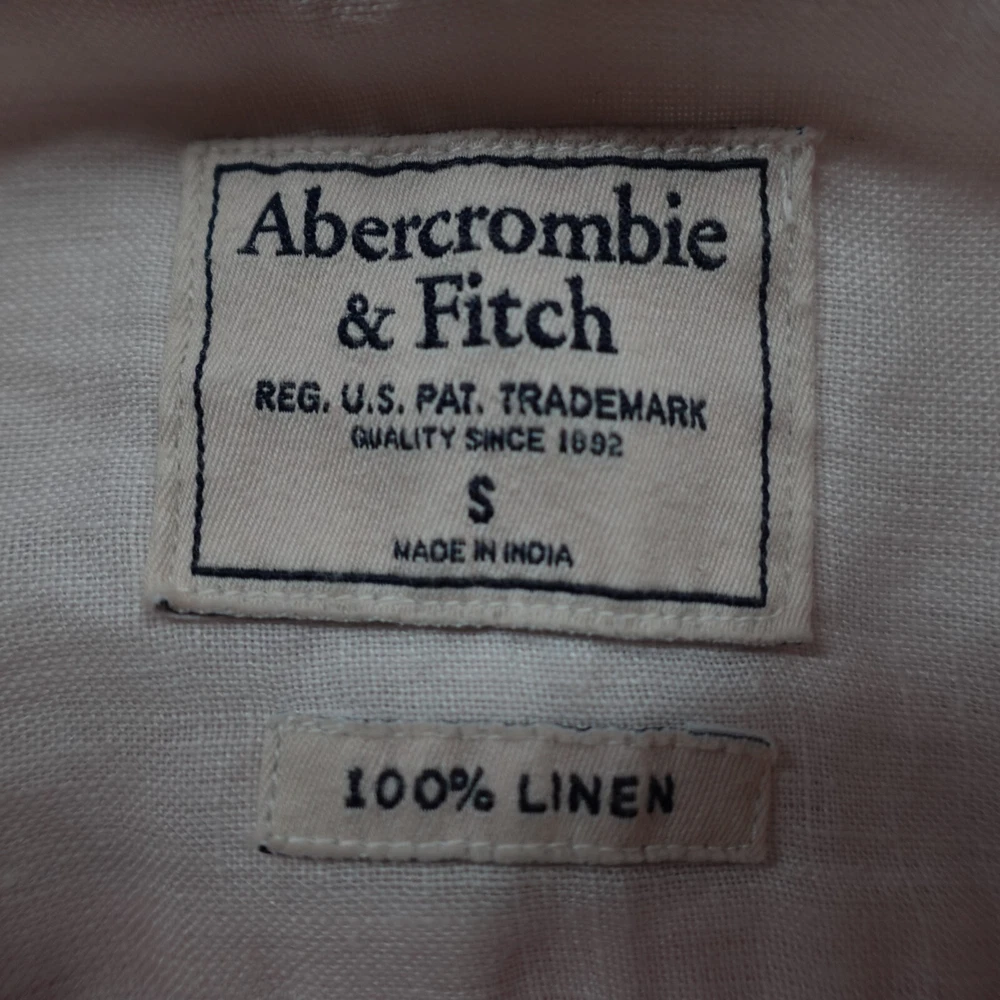 Abercrombie
& Fitch
REG. U.S. PAT. TRADEMARK
QUALITY SINCE 1892
S
MADE IN INDIA
100% LINEN